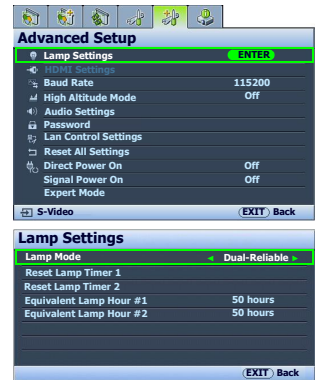 Advanced Setup
Lamp Settings ENTER
HDMI Settings
Baud Rate 115200
High Altitude Mode Off
Audio Settings
Password
Lan Control Settings
Reset All Settings
Direct Power On Off
Signal Power On Off
Expert Mode
S-Video EXIT Back
Lamp Settings
Lamp Mode Dual-Reliable
Reset Lamp Timer 1
Reset Lamp Timer 2
Equivalent Lamp Hour #1 50 hours
Equivalent Lamp Hour #2 50 hours
EXIT Back